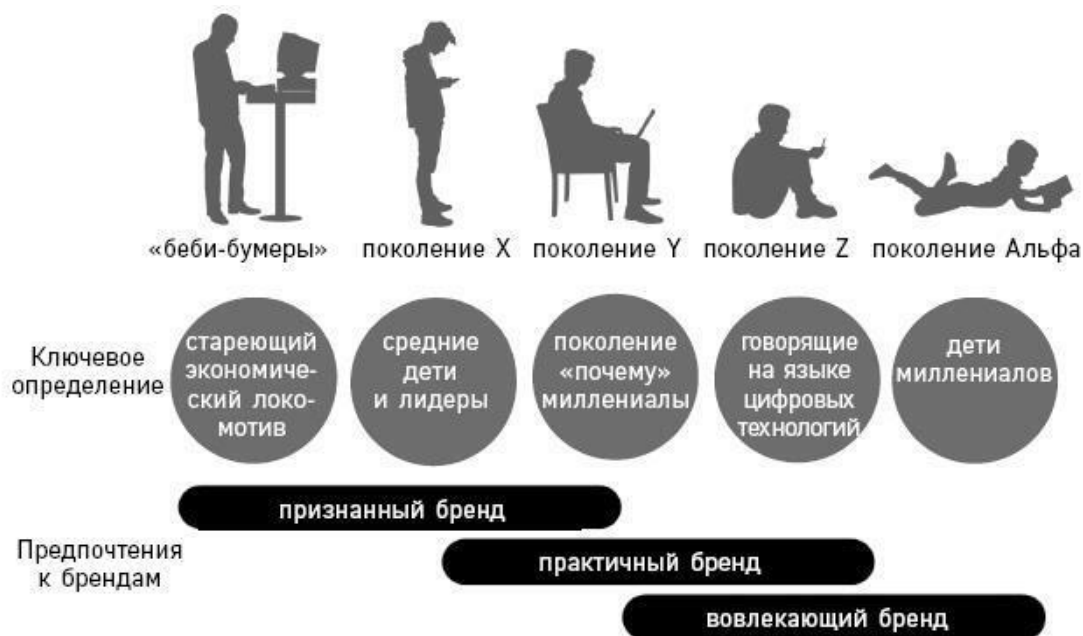 «беби-бумеры»
поколение X
поколение Y
поколение Z
поколение Альфа
Ключевое
определение
стареющий
экономиче-
ский локо-
мотив
средние
дети
и лидеры
поколение
«почему»
миллениалы
говорящие
на языке
цифровых
технологий
дети
миллениалов
Предпочтения
к брендам
признанный бренд
практичный бренд
вовлекающий бренд